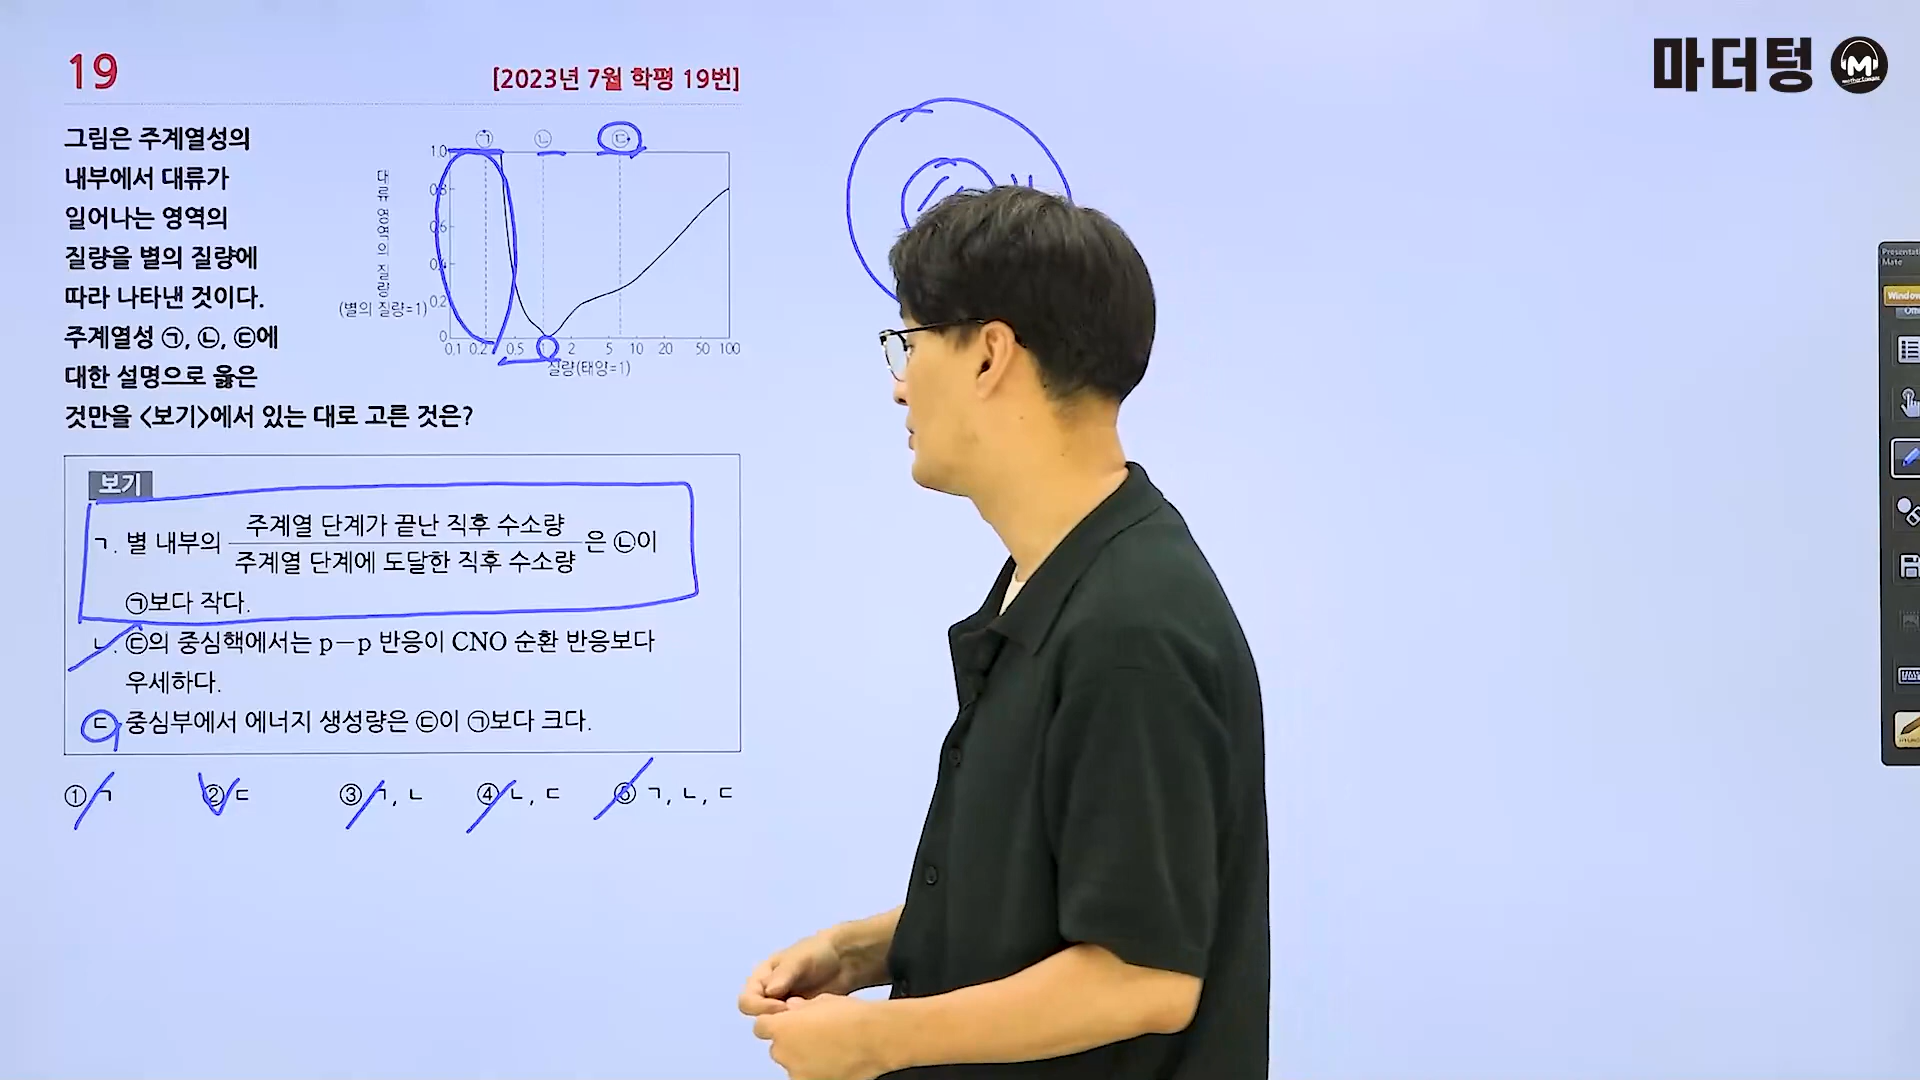 19
[2023년 7월 학평 19번]
마더텅
그림은 주계열성의
내부에서 대류가
일어나는 영역의
질량을 별의 질량에
따라 나타낸 것이다.
주계열성 ㉠, ㉡, ㉢에
대한 설명으로 옳은
것만을 <보기>에서 있는 대로 고른 것은?
㉠ ㉡ ㉢
대류 영역의 질량
(별의 질량=1)
1.0
0.8
0.6
0.4
0.2
0
0.1 0.2 0.5 1 2 5 10 20 50 100
질량(태양=1)
보기
ㄱ. 별 내부의 주계열 단계가 끝난 직후 수소량
주계열 단계에 도달한 직후 수소량 은 ㉡이
㉠보다 작다.
ㄴ. ㉢의 중심핵에서는 p-p 반응이 CNO 순환 반응보다
우세하다.
ㄷ. 중심부에서 에너지 생성량은 ㉢이 ㉠보다 크다.
① ㄱ ② ㄷ ③ ㄱ, ㄴ ④ ㄴ, ㄷ ⑤ ㄱ, ㄴ, ㄷ
Mate